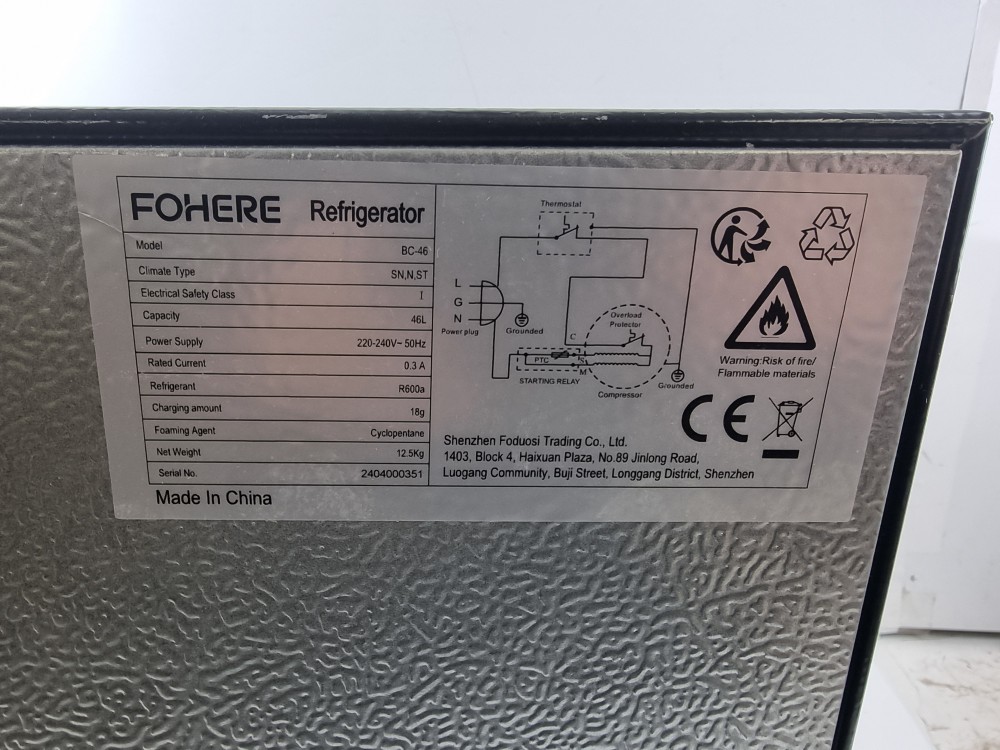 FOHERE Refrigerator
Model BC-46
Climate Type SN,N,ST
Electrical Safety Class I
Capacity 46L
Power Supply 220-240V~ 50Hz
Rated Current 0.3 A
Refrigerant R600a
Charging amount 18g
Foaming Agent Cyclopentane
Net Weight 12.5Kg
Serial No. 2404000351
Made In China
Thermostat
L
G
N
Power plug
Grounded
C
Overload
Protector
PTC
S
M
STARTING RELAY
Compressor
Grounded
Warning:Risk of fire/
Flammable materials
CE
Shenzhen Foduosi Trading Co., Ltd.
1403, Block 4, Haixuan Plaza, No.89 Jinlong Road,
Luogang Community, Buji Street, Longgang District, Shenzhen